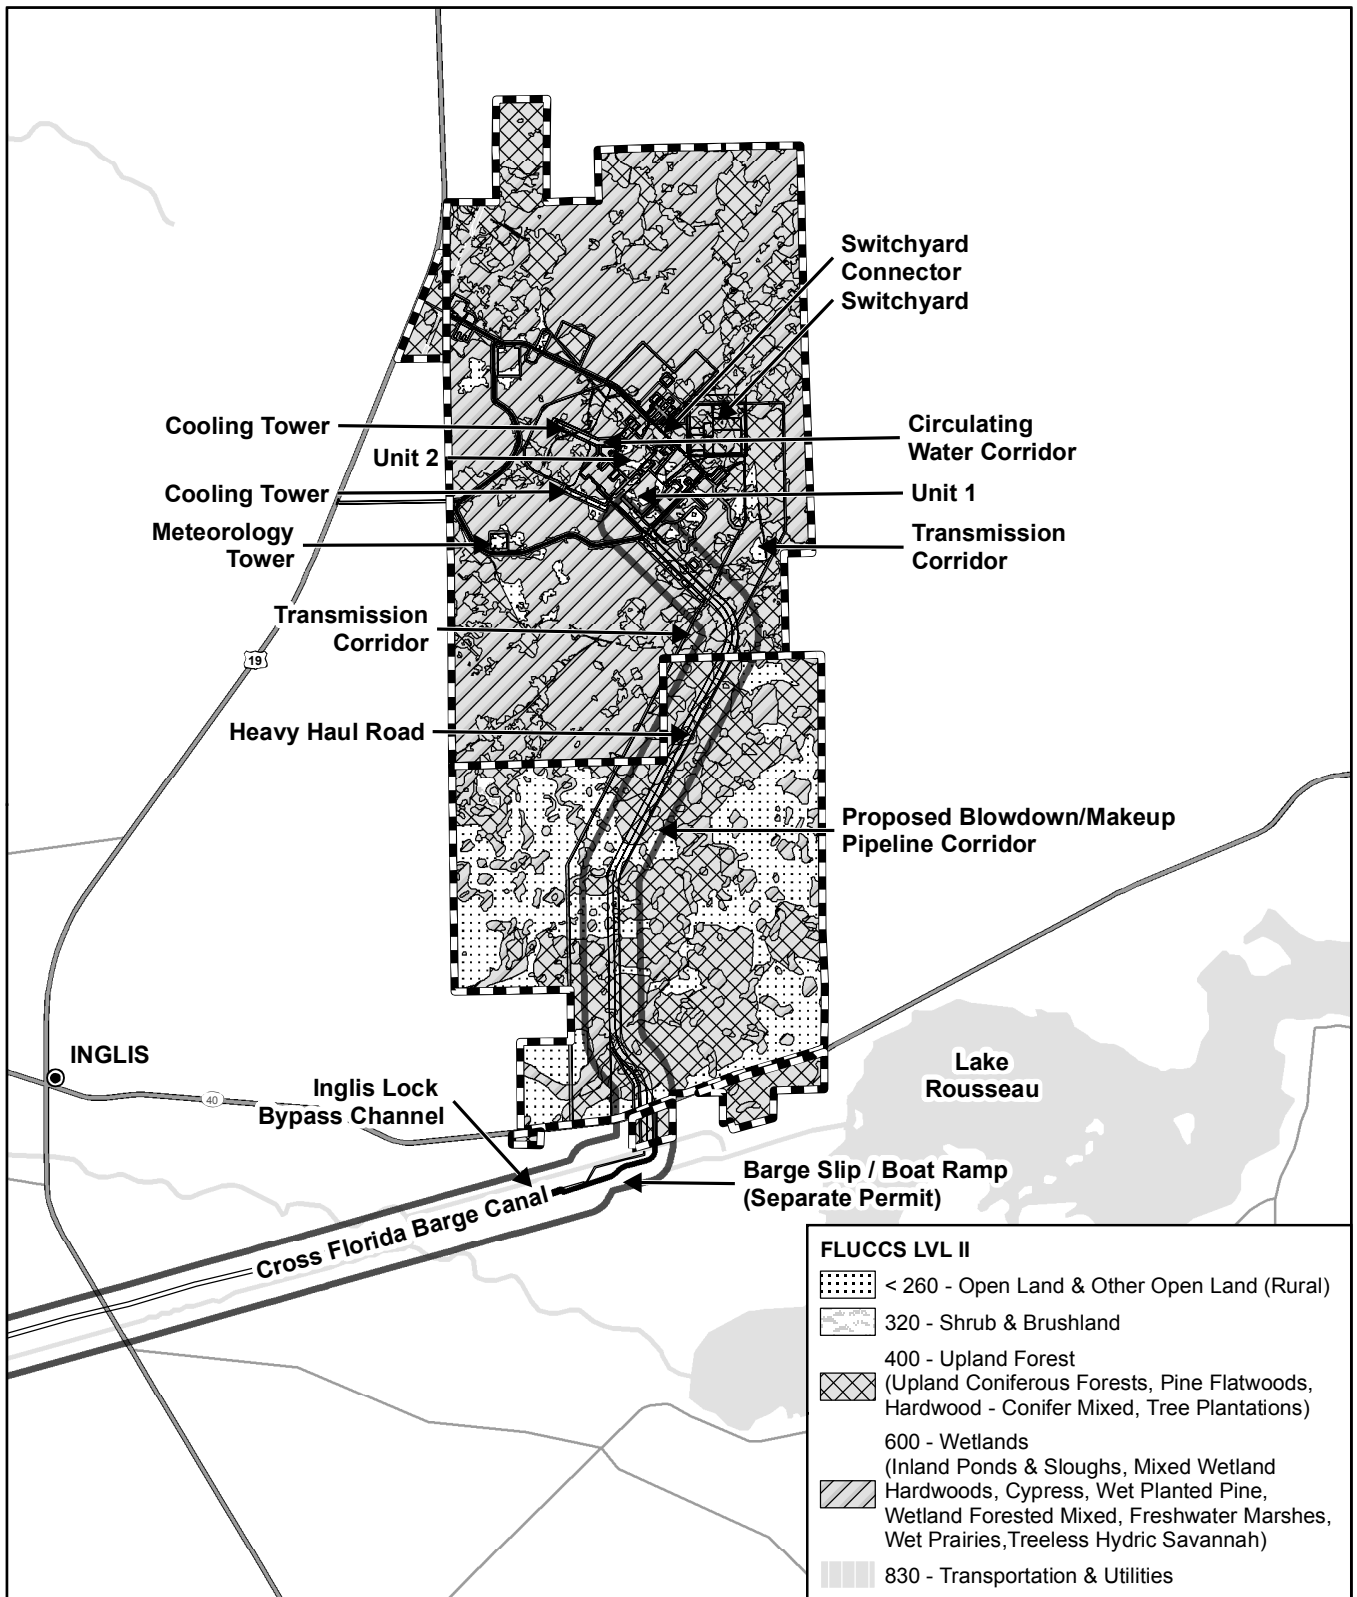 Switchyard
Connector
Switchyard
Cooling Tower
Circulating
Water Corridor
Unit 2
Cooling Tower
Unit 1
Meteorology
Tower
Transmission
Corridor
Transmission
Corridor
19
Heavy Haul Road
Proposed Blowdown/Makeup
Pipeline Corridor
INGLIS
Lake
Rousseau
40
Inglis Lock
Bypass Channel
Barge Slip / Boat Ramp
(Separate Permit)
Cross Florida Barge Canal
FLUCCS LVL II
< 260 - Open Land & Other Open Land (Rural)
320 - Shrub & Brushland
400 - Upland Forest
(Upland Coniferous Forests, Pine Flatwoods,
Hardwood - Conifer Mixed, Tree Plantations)
600 - Wetlands
(Inland Ponds & Sloughs, Mixed Wetland
Hardwoods, Cypress, Wet Planted Pine,
Wetland Forested Mixed, Freshwater Marshes,
Wet Prairies,Treeless Hydric Savannah)
830 - Transportation & Utilities